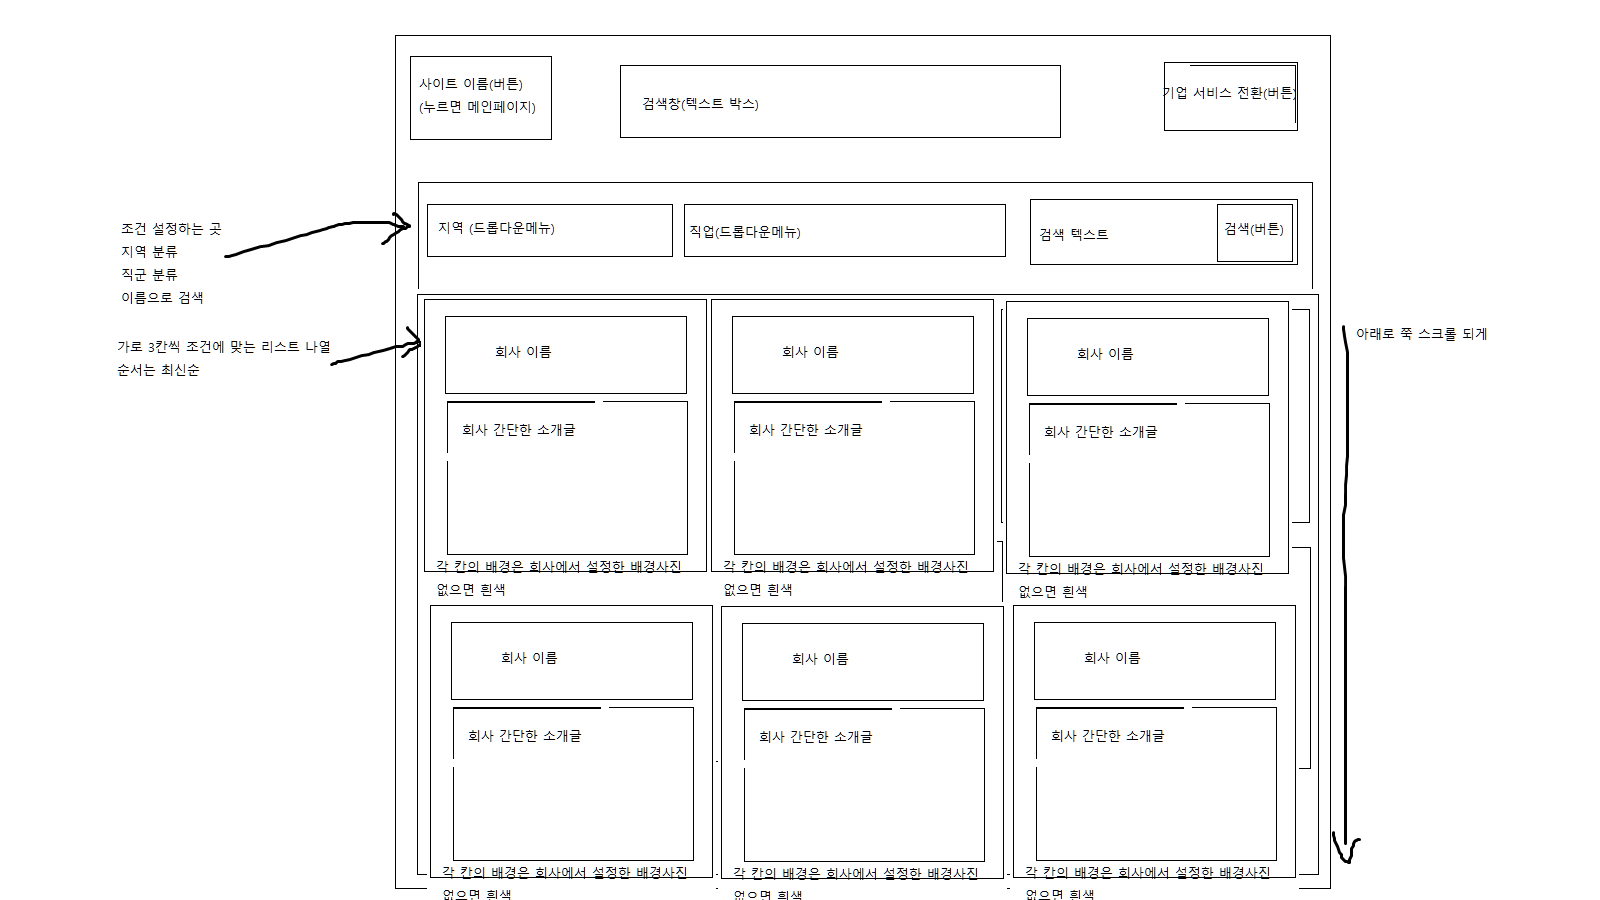 사이트 이름(버튼)
(누르면 메인페이지)
검색창(텍스트 박스)
기업 서비스 전환(버튼)
조건 설정하는 곳
지역 분류
직군 분류
이름으로 검색
지역 (드롭다운메뉴)
직업(드롭다운메뉴)
검색 텍스트
검색(버튼)
가로 3칸씩 조건에 맞는 리스트 나열
순서는 최신순
아래로 쭉 스크롤 되게
회사 이름
회사 간단한 소개글
각 칸의 배경은 회사에서 설정한 배경사진
없으면 흰색
회사 이름
회사 간단한 소개글
각 칸의 배경은 회사에서 설정한 배경사진
없으면 흰색
회사 이름
회사 간단한 소개글
각 칸의 배경은 회사에서 설정한 배경사진
없으면 흰색
회사 이름
회사 간단한 소개글
각 칸의 배경은 회사에서 설정한 배경사진
없으면 흰색
회사 이름
회사 간단한 소개글
각 칸의 배경은 회사에서 설정한 배경사진
없으면 흰색
회사 이름
회사 간단한 소개글
각 칸의 배경은 회사에서 설정한 배경사진
없으면 흰색